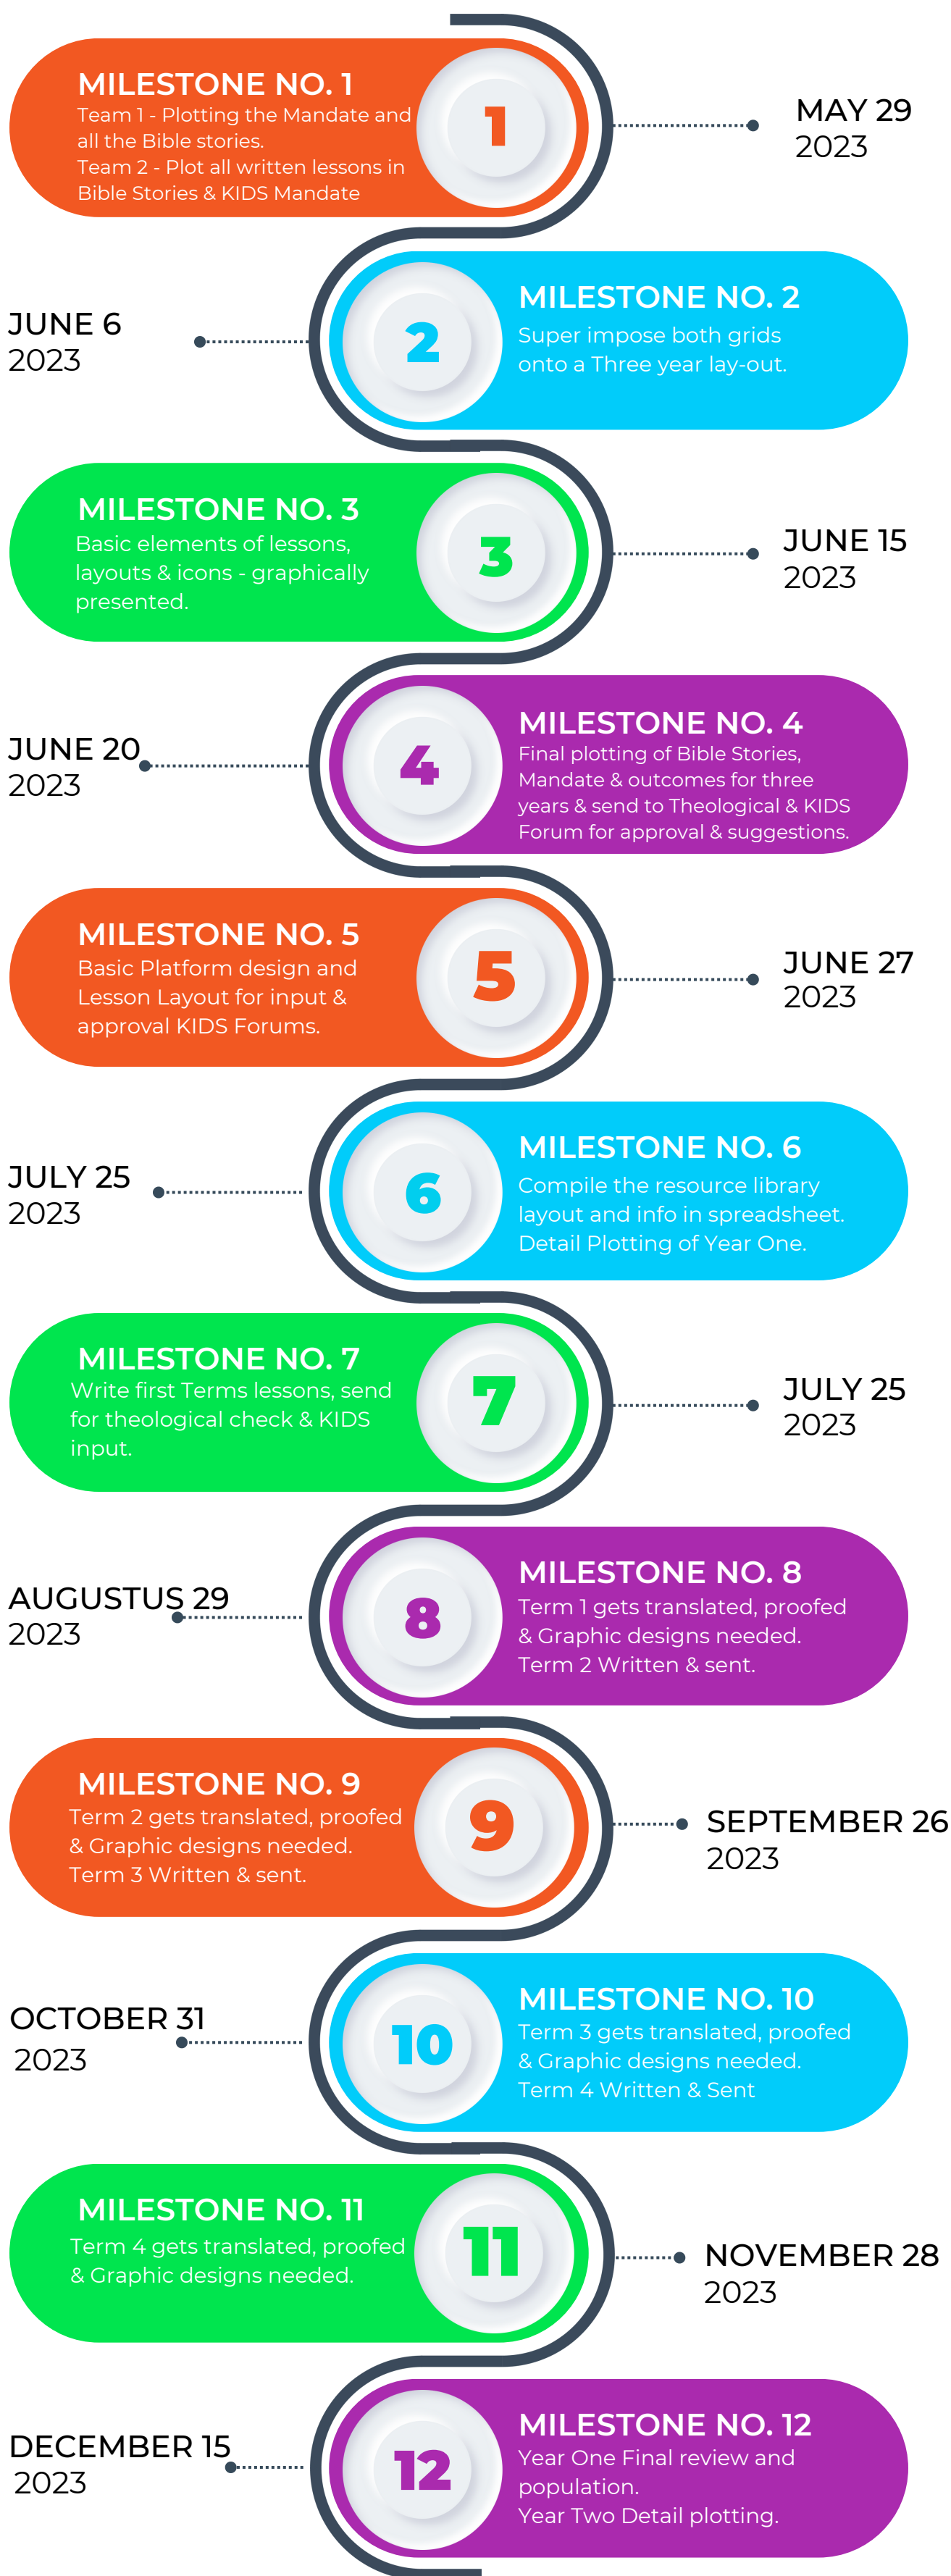 MILESTONE NO. 1
Team 1 - Plotting the Mandate and
all the Bible stories.
Team 2 - Plot all written lessons in
Bible Stories & KIDS Mandate
1
MAY 29
2023
JUNE 6
2023
2
MILESTONE NO. 2
Super impose both grids
onto a Three year lay-out.
MILESTONE NO. 3
Basic elements of lessons,
layouts & icons - graphically
presented.
3
JUNE 15
2023
JUNE 20
2023
4
MILESTONE NO. 4
Final plotting of Bible Stories,
Mandate & outcomes for three
years & send to Theological & KIDS
Forum for approval & suggestions.
MILESTONE NO. 5
Basic Platform design and
Lesson Layout for input &
approval KIDS Forums.
5
JUNE 27
2023
JULY 25
2023
6
MILESTONE NO. 6
Compile the resource library
layout and info in spreadsheet.
Detail Plotting of Year One.
MILESTONE NO. 7
Write first Terms lessons, send
for theological check & KIDS
input.
7
JULY 25
2023
AUGUSTUS 29
2023
8
MILESTONE NO. 8
Term 1 gets translated, proofed
& Graphic designs needed.
Term 2 Written & sent.
MILESTONE NO. 9
Term 2 gets translated, proofed
& Graphic designs needed.
Term 3 Written & sent.
9
SEPTEMBER 26
2023
OCTOBER 31
2023
10
MILESTONE NO. 10
Term 3 gets translated, proofed
& Graphic designs needed.
Term 4 Written & Sent
MILESTONE NO. 11
Term 4 gets translated, proofed
& Graphic designs needed.
11
NOVEMBER 28
2023
DECEMBER 15
2023
12
MILESTONE NO. 12
Year One Final review and
population.
Year Two Detail plotting.